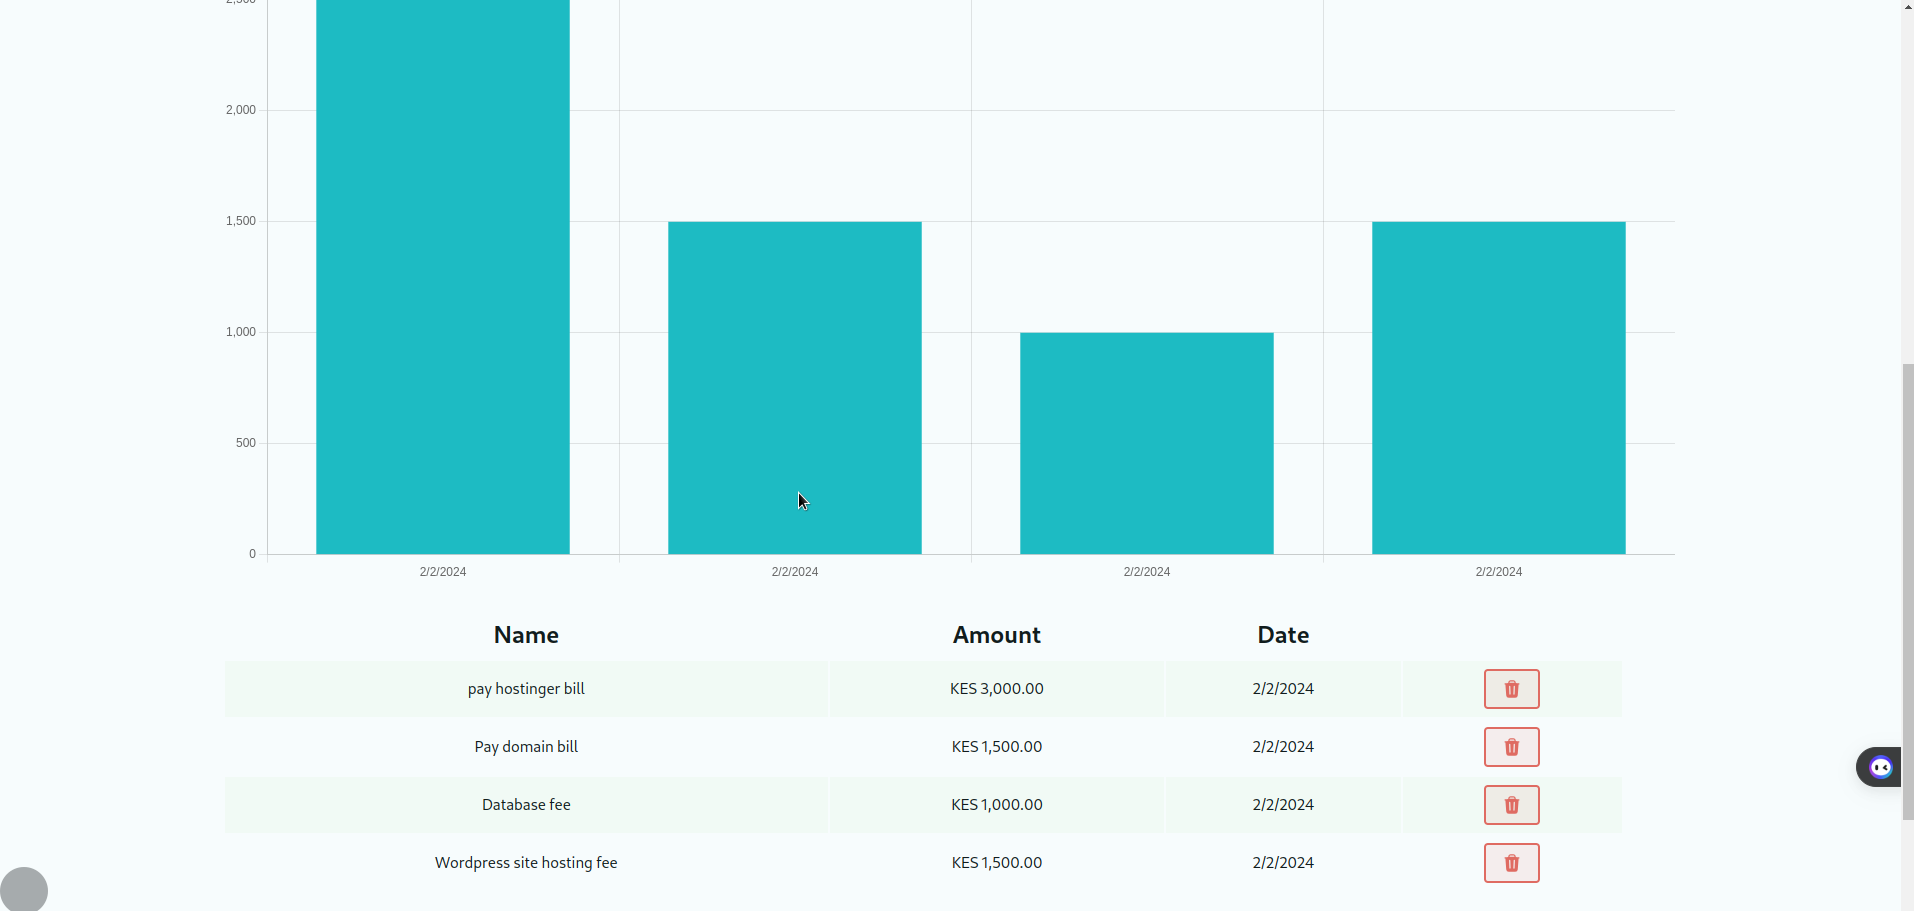 2,500
2,000
1,500
1,000
500
0
2/2/2024 2/2/2024 2/2/2024 2/2/2024
Name Amount Date
pay hostinger bill KES 3,000.00 2/2/2024
Pay domain bill KES 1,500.00 2/2/2024
Database fee KES 1,000.00 2/2/2024
Wordpress site hosting fee KES 1,500.00 2/2/2024